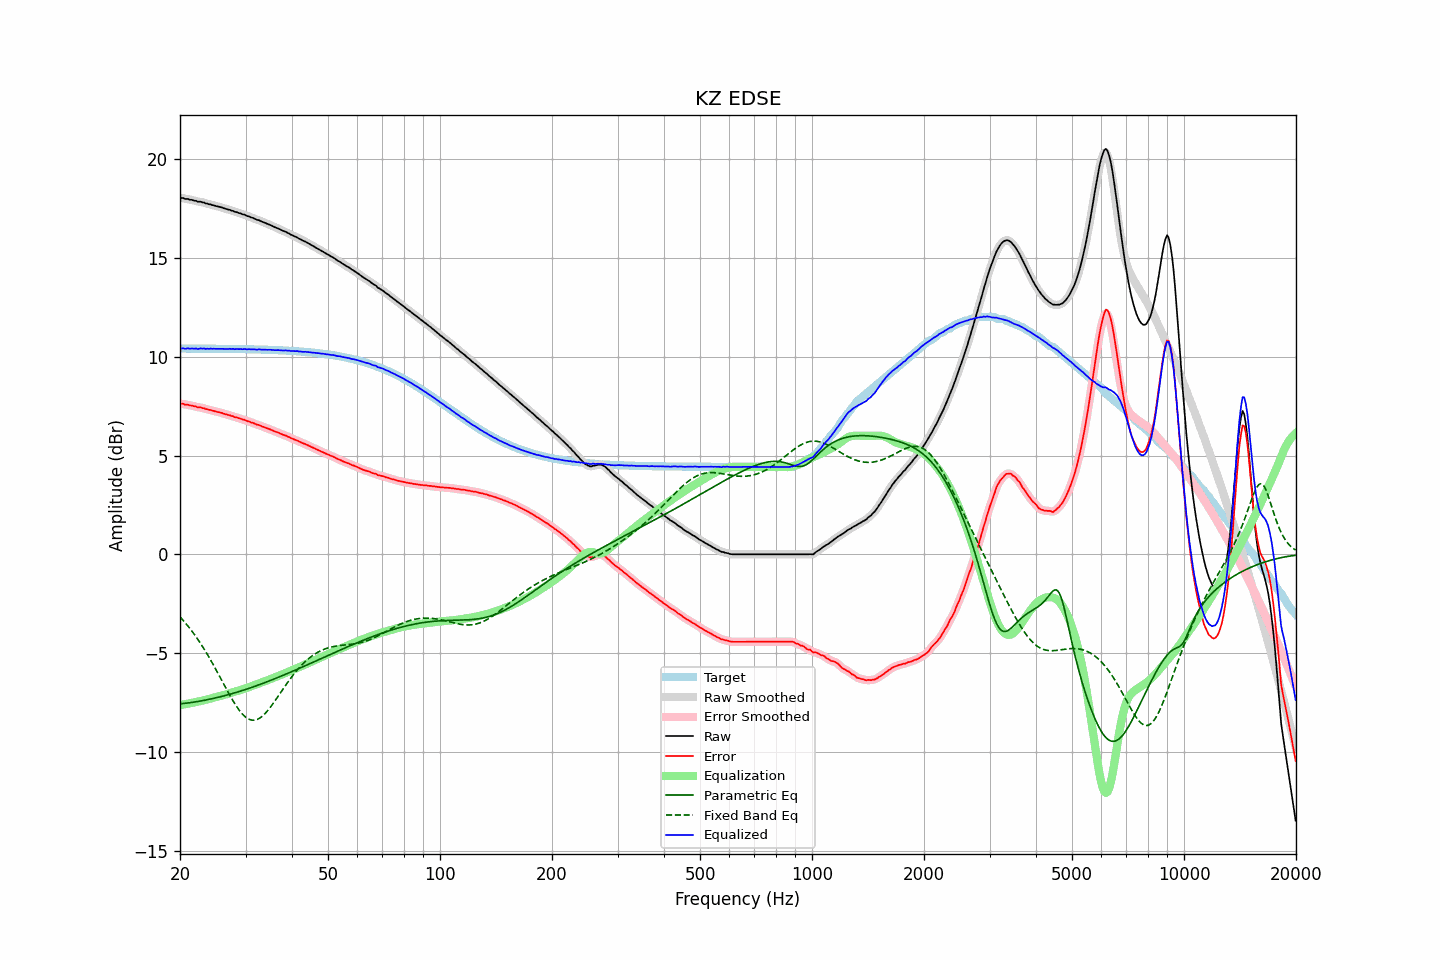 KZ EDSE
Amplitude (dBr)
20
15
10
5
0
−5
−10
−15
Target
Raw Smoothed
Error Smoothed
Raw
Error
Equalization
Parametric Eq
Fixed Band Eq
Equalized
20 50 100 200 500 1000 2000 5000 10000 20000
Frequency (Hz)